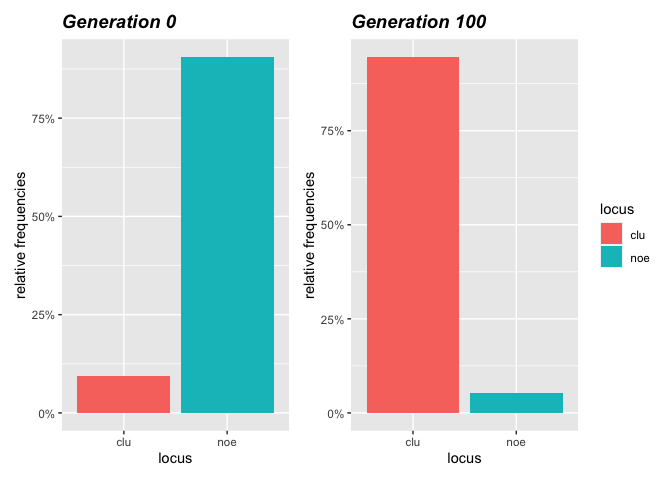 Generation 0
Generation 100
relative frequencies
75%
50%
25%
0%
clu
noe
locus
relative frequencies
75%
50%
25%
0%
clu
noe
locus
locus
clu
noe